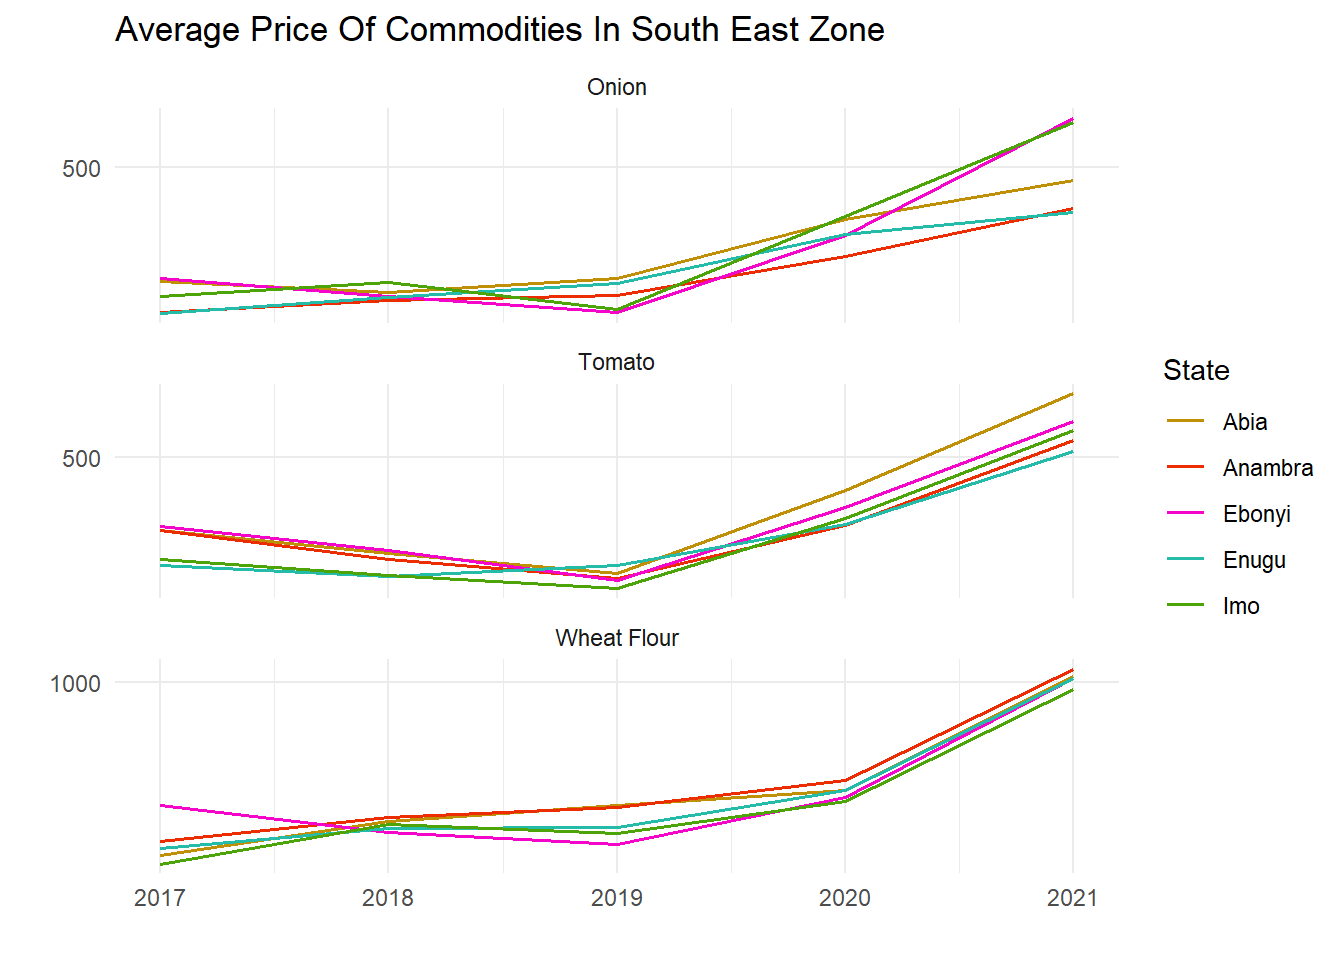 Average Price Of Commodities In South East Zone
Onion
500
Tomato
500
Wheat Flour
1000
2017 2018 2019 2020 2021
State
Abia
Anambra
Ebonyi
Enugu
Imo